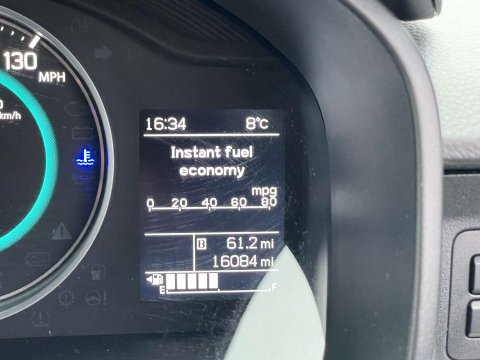 130
MPH
km/h
16:34 8°c
Instant fuel
economy
mpg
0 20 40 60 80
B 61.2 mi
16084 mi
E F